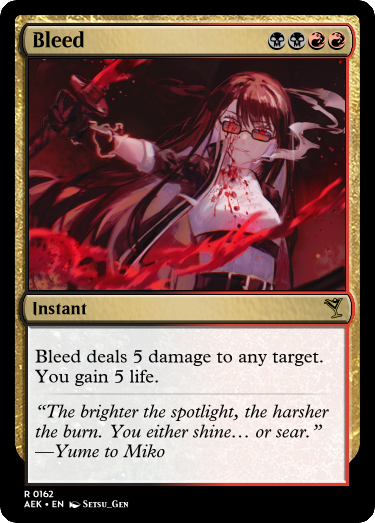 Bleed
Instant
Bleed deals 5 damage to any target.
You gain 5 life.
“The brighter the spotlight, the harsher
the burn. You either shine… or sear.”
—Yume to Miko
R 0162
AEK • EN Setsu_Gen